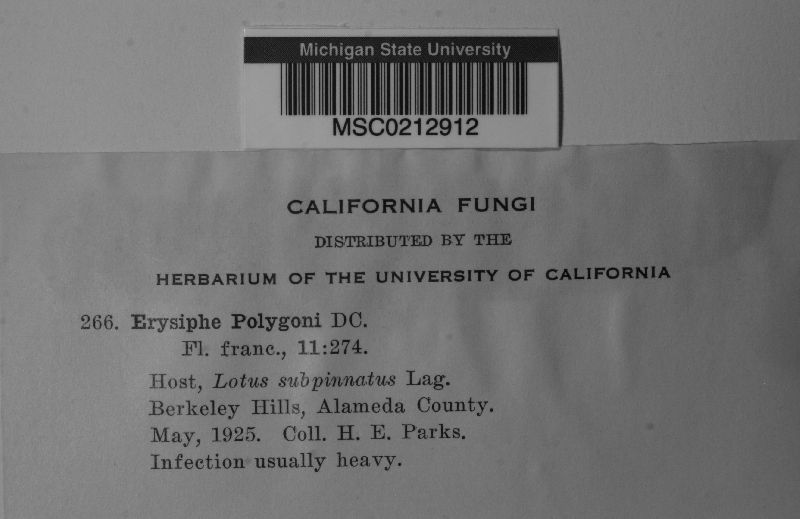 Michigan State University
MSC0212912
CALIFORNIA FUNGI
DISTRIBUTED BY THE
HERBARIUM OF THE UNIVERSITY OF CALIFORNIA
266. Erysiphe Polygoni DC.
Fl. franc., 11:274.
Host, Lotus subpinnatus Lag.
Berkeley Hills, Alameda County.
May, 1925. Coll. H. E. Parks.
Infection usually heavy.